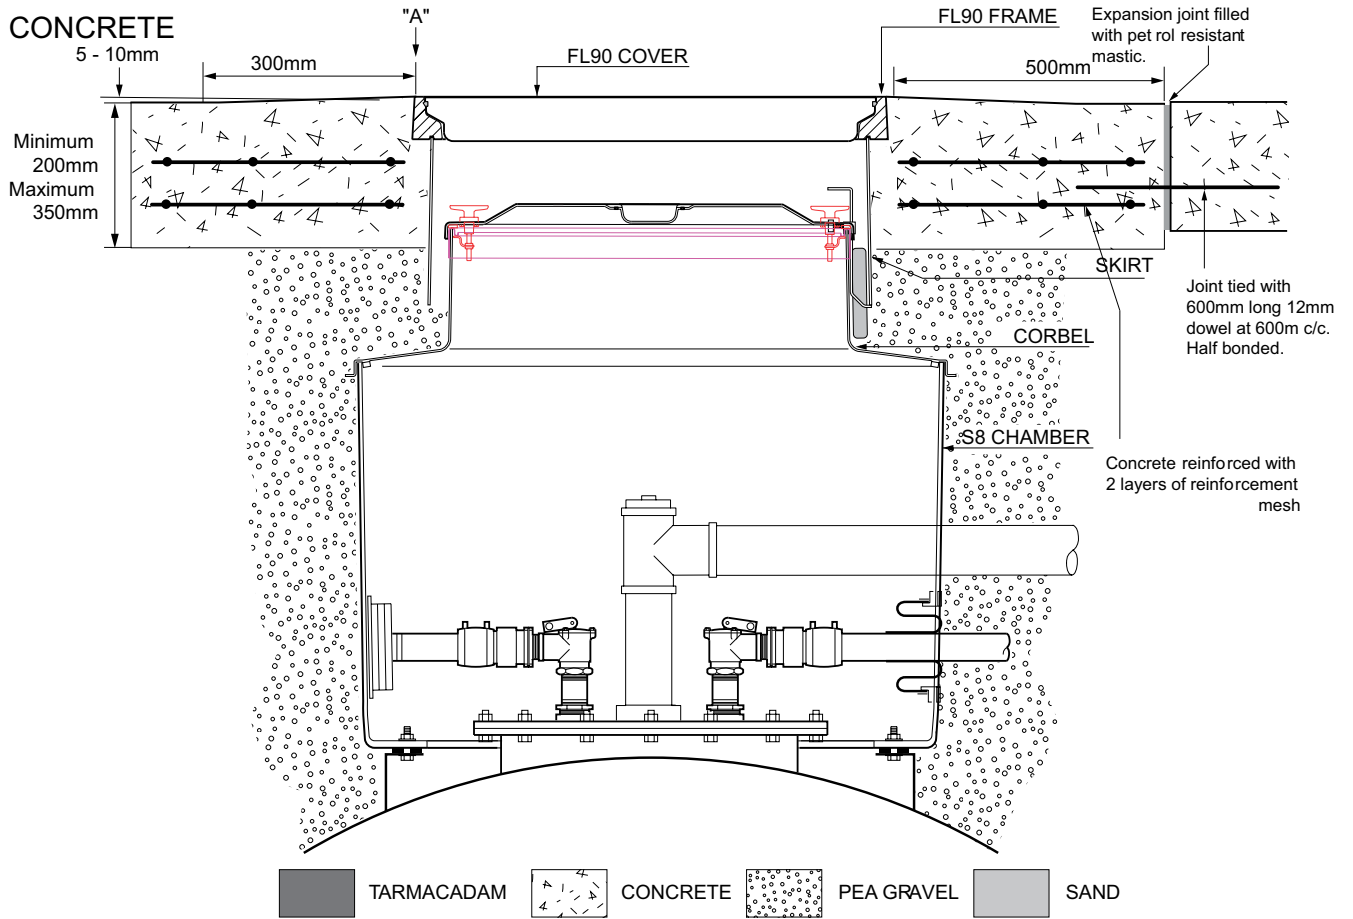 CONCRETE
5 - 10mm
"A"
300mm
FL90 COVER
FL90 FRAME
Expansion joint filled
with pet rol resistant
mastic.
500mm
Minimum
200mm
Maximum
350mm
SKIRT
Joint tied with
600mm long 12mm
dowel at 600m c/c.
Half bonded.
CORBEL
S8 CHAMBER
Concrete reinforced with
2 layers of reinforcement
mesh
TARMACADAM
CONCRETE
PEA GRAVEL
SAND